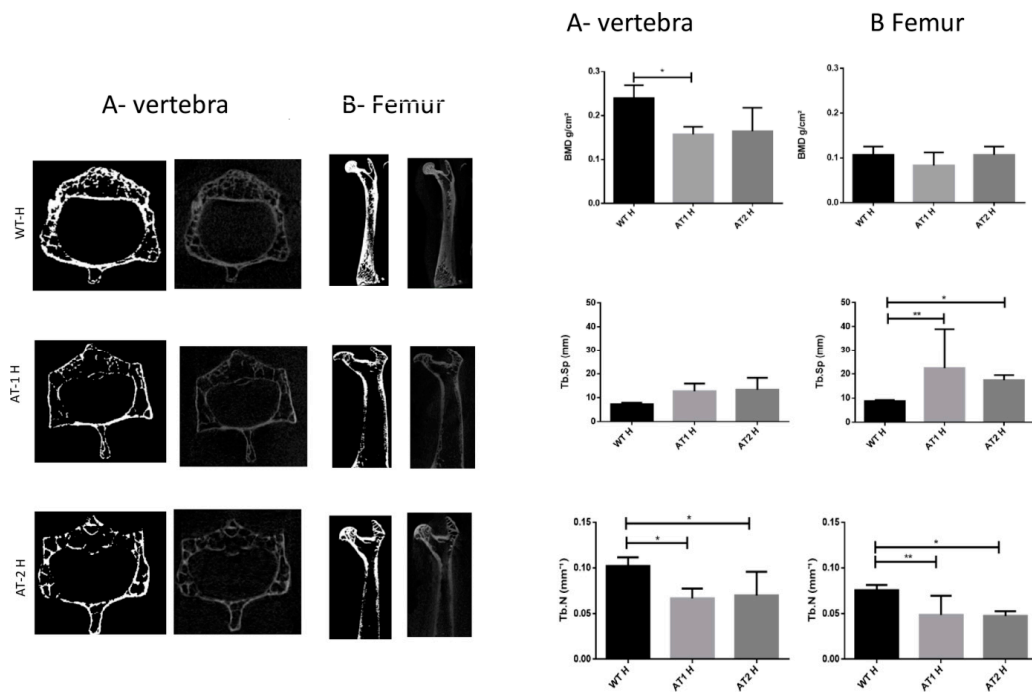 A- vertebra
B- Femur
WT-H
AT-1 H
AT-2 H
A- vertebra
B Femur
BMD g/cm²
0.3
0.2
0.1
0.0
*
WT H
AT1 H
AT2 H
BMD g/cm²
0.3
0.2
0.1
0.0
WT H
AT1 H
AT2 H
Tb.Sp (mm)
50
40
30
20
10
0
WT H
AT1 H
AT2 H
Tb.Sp (mm)
50
40
30
20
10
0
*
**
WT H
AT1 H
AT2 H
Tb.N (mm⁻¹)
0.15
0.10
0.05
0.00
*
*
WT H
AT1 H
AT2 H
Tb.N (mm⁻¹)
0.15
0.10
0.05
0.00
*
**
WT H
AT1 H
AT2 H